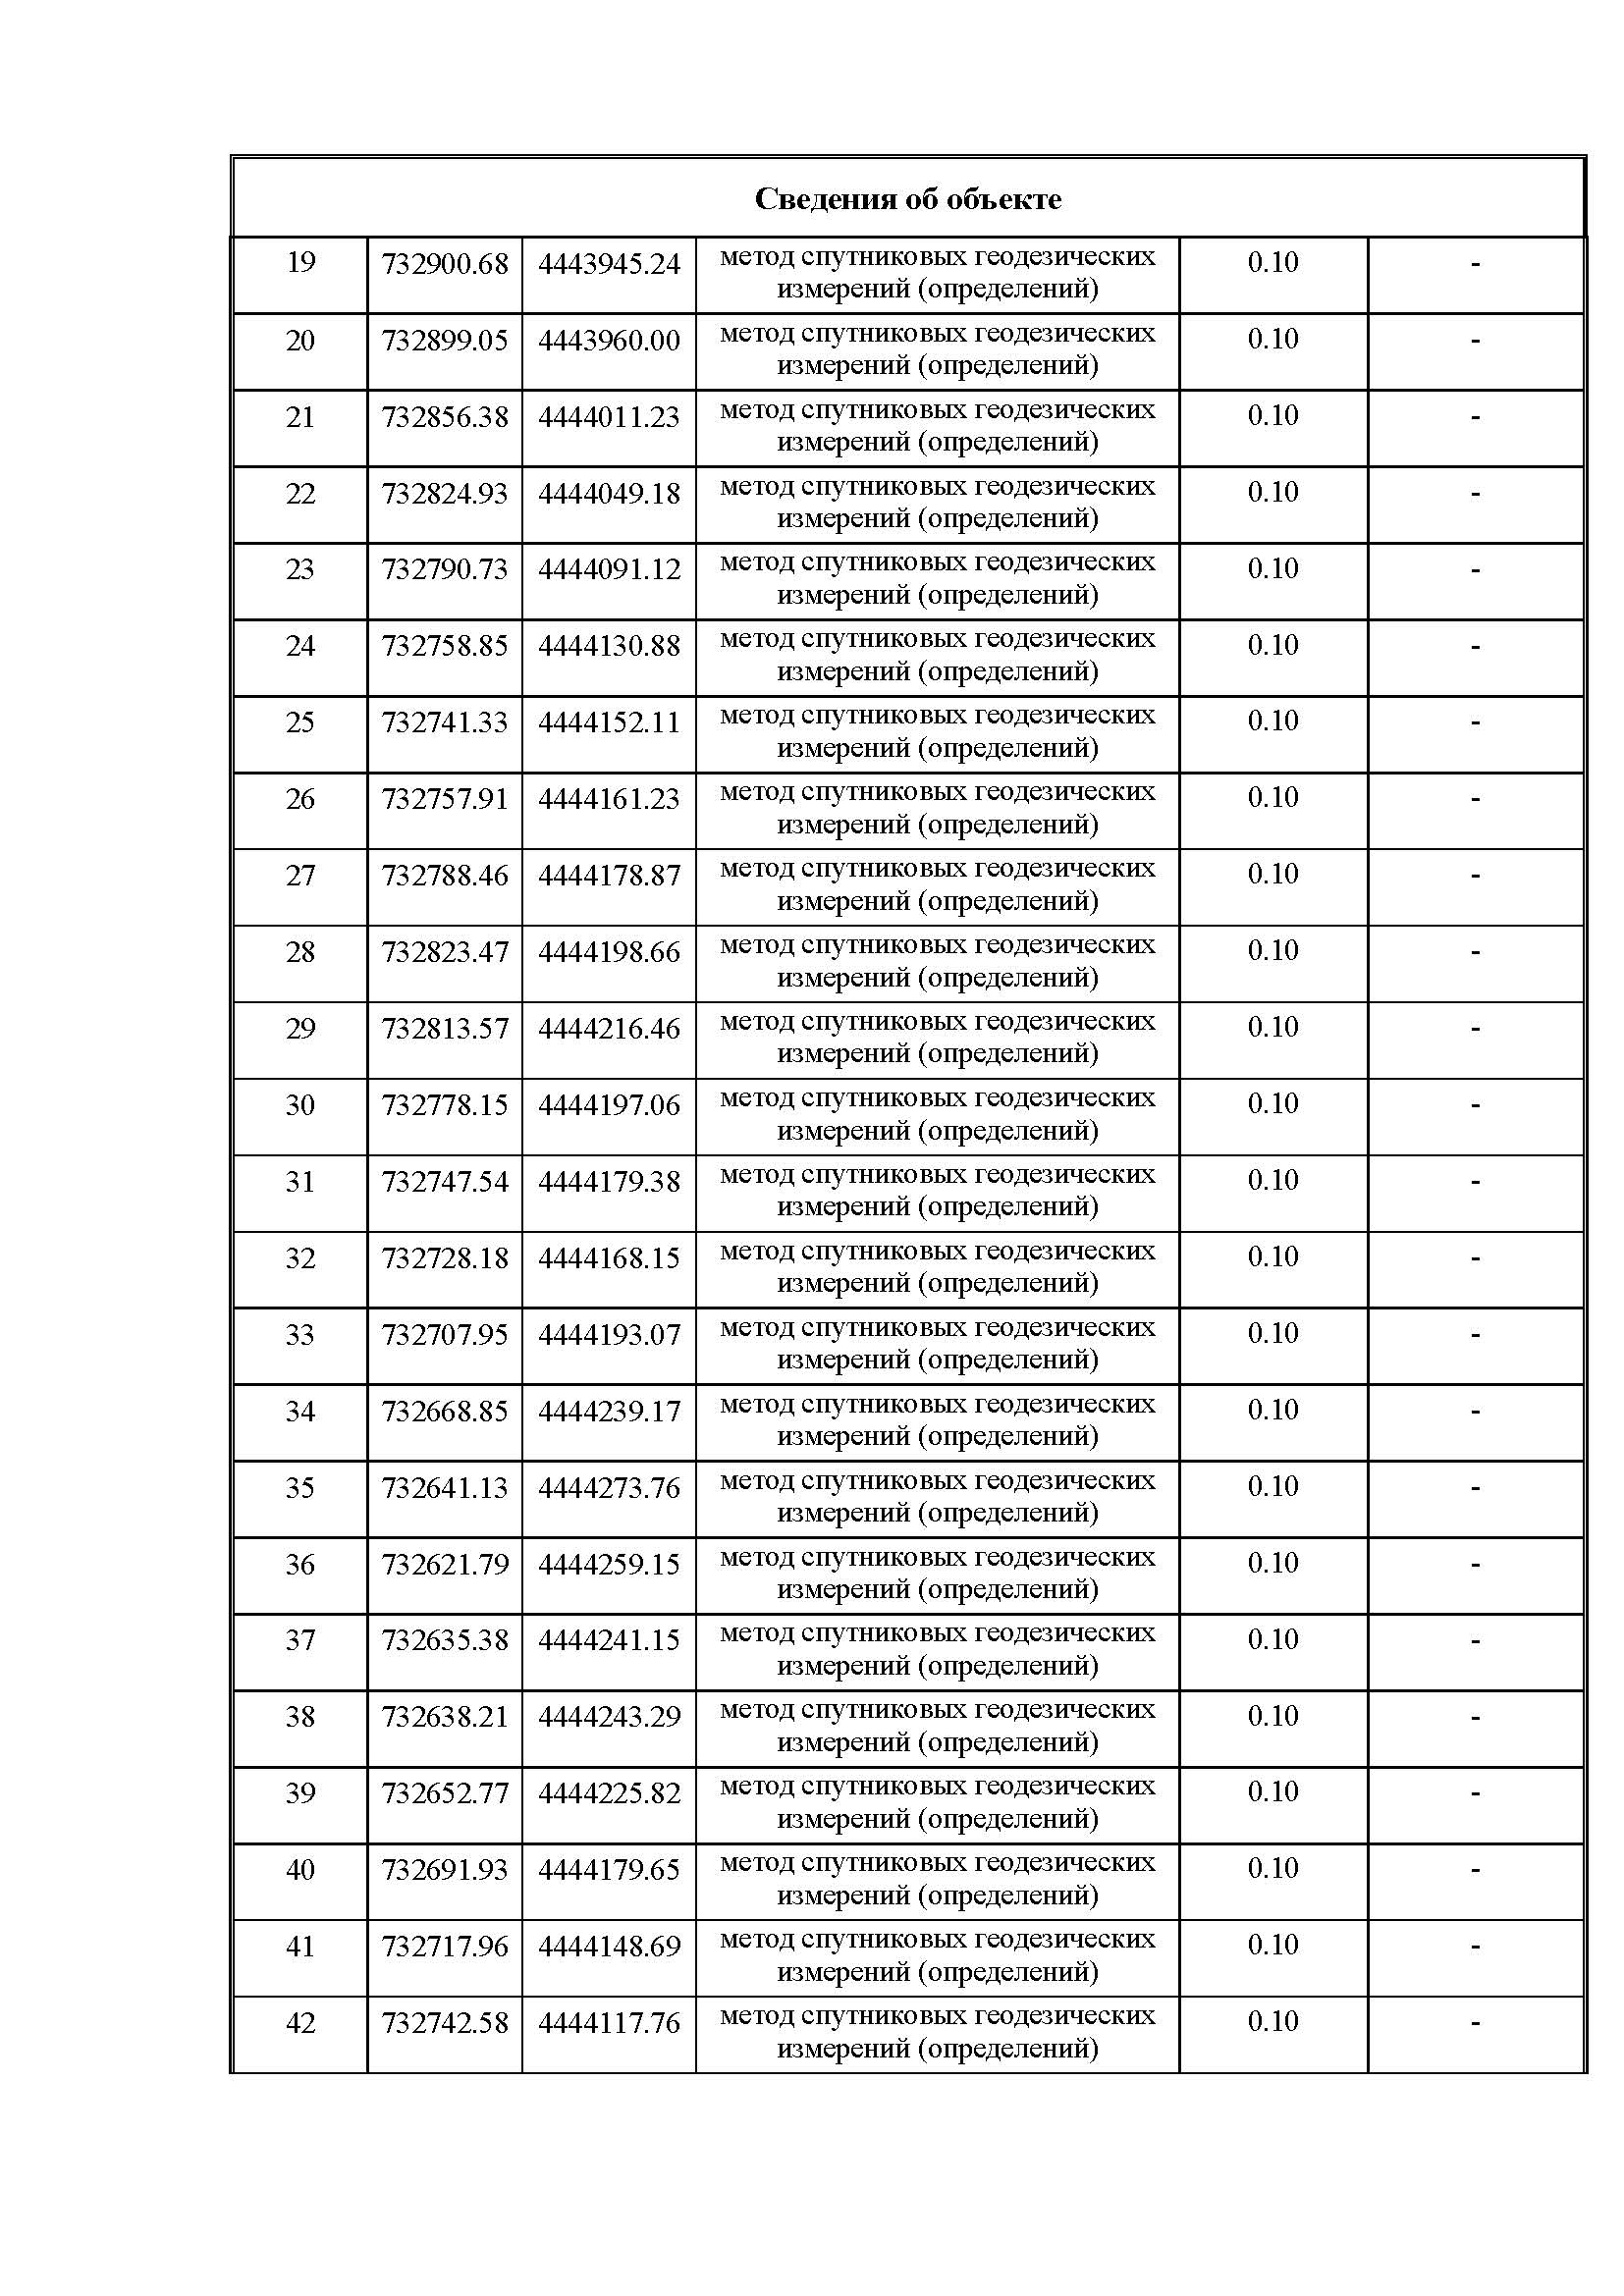 Сведения об объекте
19 732900.68 4443945.24 метод спутниковых геодезических 0.10 -
измерений (определений)
20 732899.05 4443960.00 метод спутниковых геодезических 0.10 -
измерений (определений)
21 732856.38 4444011.23 метод спутниковых геодезических 0.10 -
измерений (определений)
22 732824.93 4444049.18 метод спутниковых геодезических 0.10 -
измерений (определений)
23 732790.73 4444091.12 метод спутниковых геодезических 0.10 -
измерений (определений)
24 732758.85 4444130.88 метод спутниковых геодезических 0.10 -
измерений (определений)
25 732741.33 4444152.11 метод спутниковых геодезических 0.10 -
измерений (определений)
26 732757.91 4444161.23 метод спутниковых геодезических 0.10 -
измерений (определений)
27 732788.46 4444178.87 метод спутниковых геодезических 0.10 -
измерений (определений)
28 732823.47 4444198.66 метод спутниковых геодезических 0.10 -
измерений (определений)
29 732813.57 4444216.46 метод спутниковых геодезических 0.10 -
измерений (определений)
30 732778.15 4444197.06 метод спутниковых геодезических 0.10 -
измерений (определений)
31 732747.54 4444179.38 метод спутниковых геодезических 0.10 -
измерений (определений)
32 732728.18 4444168.15 метод спутниковых геодезических 0.10 -
измерений (определений)
33 732707.95 4444193.07 метод спутниковых геодезических 0.10 -
измерений (определений)
34 732668.85 4444239.17 метод спутниковых геодезических 0.10 -
измерений (определений)
35 732641.13 4444273.76 метод спутниковых геодезических 0.10 -
измерений (определений)
36 732621.79 4444259.15 метод спутниковых геодезических 0.10 -
измерений (определений)
37 732635.38 4444241.15 метод спутниковых геодезических 0.10 -
измерений (определений)
38 732638.21 4444243.29 метод спутниковых геодезических 0.10 -
измерений (определений)
39 732652.77 4444225.82 метод спутниковых геодезических 0.10 -
измерений (определений)
40 732691.93 4444179.65 метод спутниковых геодезических 0.10 -
измерений (определений)
41 732717.96 4444148.69 метод спутниковых геодезических 0.10 -
измерений (определений)
42 732742.58 4444117.76 метод спутниковых геодезических 0.10 -
измерений (определений)